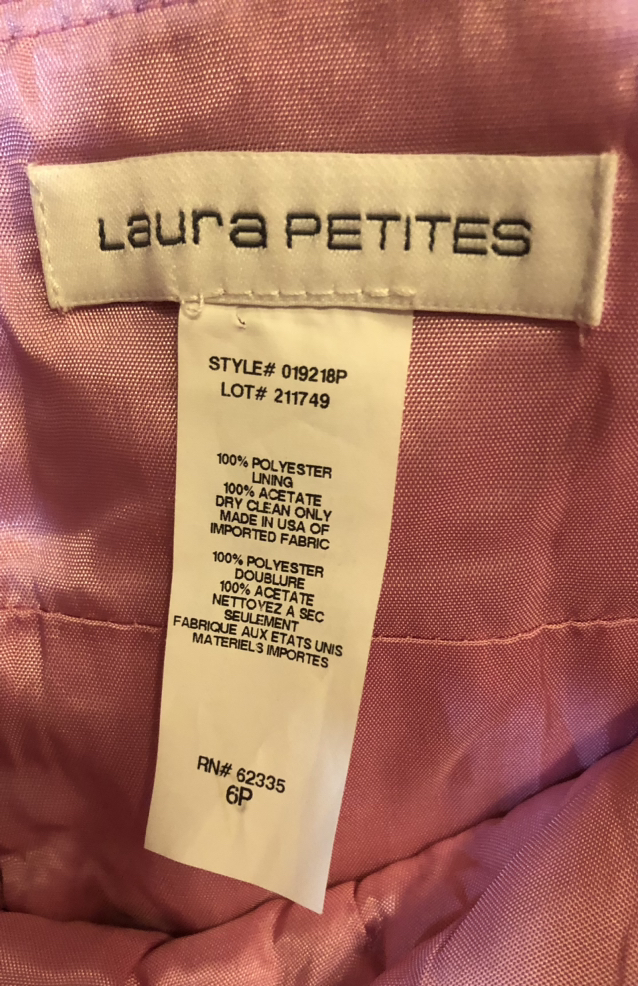 Laura PETITES
STYLE# 019218P
LOT# 211749
100% POLYESTER
LINING
100% ACETATE
DRY CLEAN ONLY
MADE IN USA OF
IMPORTED FABRIC
100% POLYESTER
DOUBLURE
100% ACETATE
NETTOYEZ A SEC
SEULEMENT
FABRIQUE AUX ETATS UNIS
MATERIELS IMPORTES
RN# 62335
6P